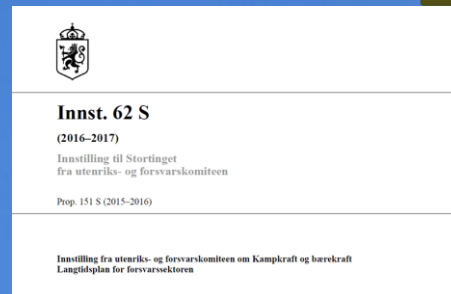 Innst. 62 S
(2016–2017)
Innstilling til Stortinget
fra utenriks- og forsvarskomiteen
Prop. 151 S (2015–2016)
Innstilling fra utenriks- og forsvarskomiteen om Kampkraft og bærekraft
Langtidsplan for forsvarssektoren